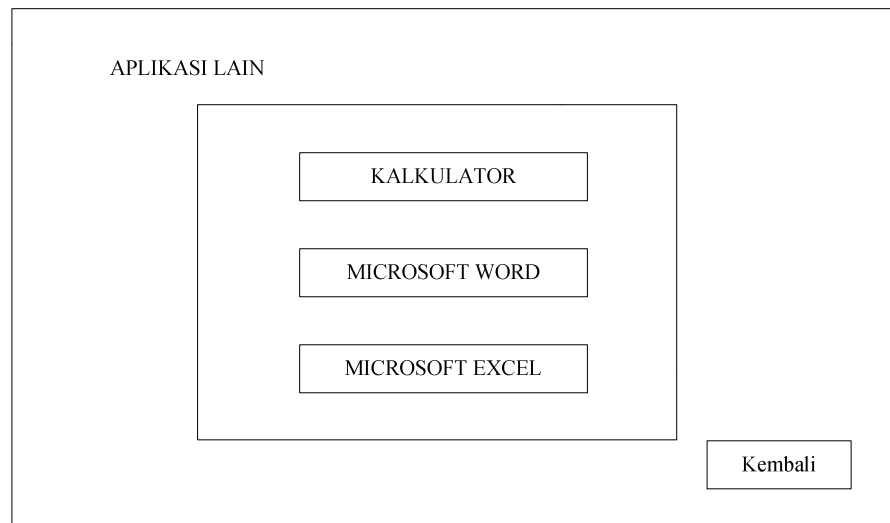 APLIKASI LAIN
KALKULATOR
MICROSOFT WORD
MICROSOFT EXCEL
Kembali